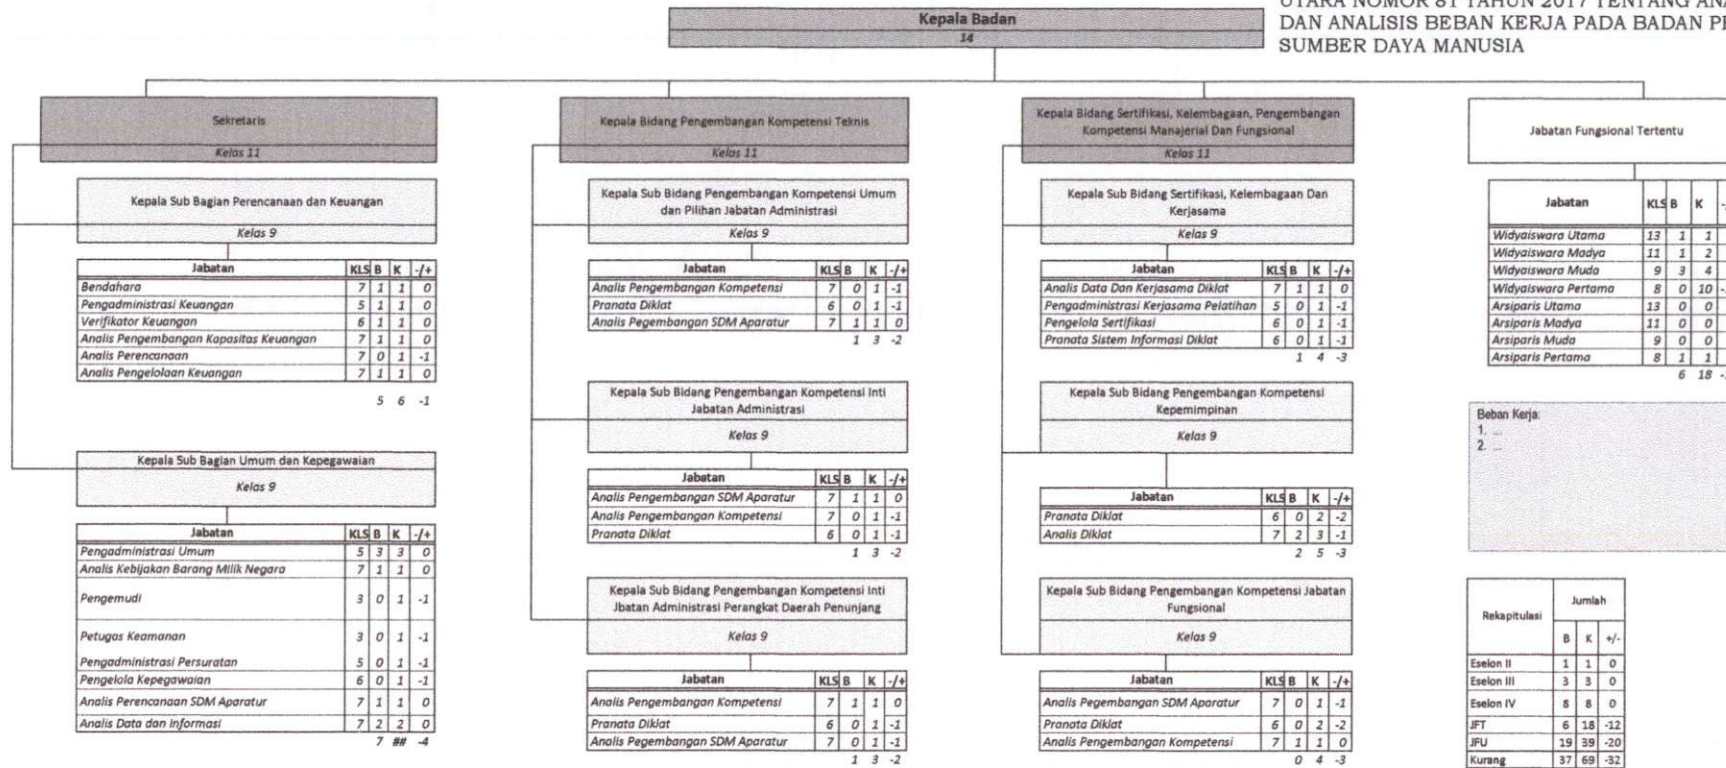 UTARA NOMOR 81 TAHUN 2017 TENTANG
DAN ANALISIS BEBAN KERJA PADA BADAN
SUMBER DAYA MANUSIA
Kepala Badan
14
Sekretaris
Kelas 11
Kepala Sub Bagian Perencanaan dan Keuangan
Kelas 9
Jabatan KLS B K -/+
Bendahara 7 1 1 0
Pengadministrasi Keuangan 5 1 1 0
Verifikator Keuangan 6 1 1 0
Analis Pengembangan Kapasitas Keuangan 7 1 1 0
Analis Perencanaan 7 0 1 -1
Analis Pengelolaan Keuangan 7 1 1 0
5 6 -1
Kepala Sub Bagian Umum dan Kepegawaian
Kelas 9
Jabatan KLS B K -/+
Pengadministrasi Umum 5 3 3 0
Analis Kebijakan Barang Milik Negara 7 1 1 0
Pengemudi 3 0 1 -1
Petugas Keamanan 3 0 1 -1
Pengadministrasi Persuratan 5 0 1 -1
Pengelola Kepegawaian 6 0 1 -1
Analis Perencanaan SDM Aparatur 7 1 1 0
Analis Data dan Informasi 7 2 2 0
7 ## -4
Kepala Bidang Pengembangan Kompetensi Teknis
Kelas 11
Kepala Sub Bidang Pengembangan Kompetensi Umum
dan Pilihan Jabatan Administrasi
Kelas 9
Jabatan KLS B K -/+
Analis Pengembangan Kompetensi 7 0 1 -1
Pranata Diklat 6 0 1 -1
Analis Pegembangan SDM Aparatur 7 1 1 0
1 3 -2
Kepala Sub Bidang Pengembangan Kompetensi Inti
Jabatan Administrasi
Kelas 9
Jabatan KLS B K -/+
Analis Pengembangan SDM Aparatur 7 1 1 0
Analis Pengembangan Kompetensi 7 0 1 -1
Pranata Diklat 6 0 1 -1
1 3 -2
Kepala Sub Bidang Pengembangan Kompetensi Inti
Jbatan Administrasi Perangkat Daerah Penunjang
Kelas 9
Jabatan KLS B K -/+
Analis Pengembangan Kompetensi 7 1 1 0
Pranata Diklat 6 0 1 -1
Analis Pegembangan SDM Aparatur 7 0 1 -1
1 3 -2
Kepala Bidang Sertifikasi, Kelembagaan, Pengembangan
Kompetensi Manajerial Dan Fungsional
Kelas 11
Kepala Sub Bidang Sertifikasi, Kelembagaan Dan
Kerjasama
Kelas 9
Jabatan KLS B K -/+
Analis Data Dan Kerjasama Diklat 7 1 1 0
Pengadministrasi Kerjasama Pelatihan 5 0 1 -1
Pengelola Sertifikasi 6 0 1 -1
Pranata Sistem Informasi Diklat 6 0 1 -1
1 4 -3
Kepala Sub Bidang Pengembangan Kompetensi
Kepemimpinan
Kelas 9
Jabatan KLS B K -/+
Pranata Diklat 6 0 2 -2
Analis Diklat 7 2 3 -1
2 5 -3
Kepala Sub Bidang Pengembangan Kompetensi Jabatan
Fungsional
Kelas 9
Jabatan KLS B K -/+
Analis Pegembangan SDM Aparatur 7 0 1 -1
Pranata Diklat 6 0 2 -2
Analis Pengembangan Kompetensi 7 1 1 0
0 4 -3
Jabatan Fungsional Tertentu
Jabatan KLS B K
Widyaiswara Utama 13 1 1
Widyaiswara Madya 11 1 2
Widyaiswara Muda 9 3 4
Widyaiswara Pertama 8 0 10
Arsiparis Utama 13 0 0
Arsiparis Madya 11 0 0
Arsiparis Muda 9 0 0
Arsiparis Pertama 8 1 1
6 18
Beban Kerja:
1. ...
2. ...
Rekapitulasi Jumlah
B K +/-
Eselon II 1 1 0
Eselon III 3 3 0
Eselon IV 8 8 0
JFT 6 18 -12
JFU 19 39 -20
Kurang 37 69 -32